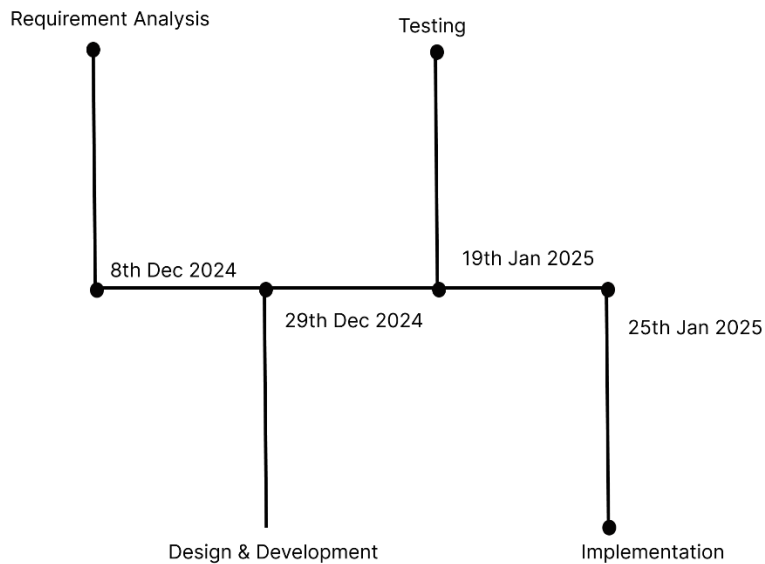 Requirement Analysis
Testing
8th Dec 2024
19th Jan 2025
29th Dec 2024
25th Jan 2025
Design & Development
Implementation